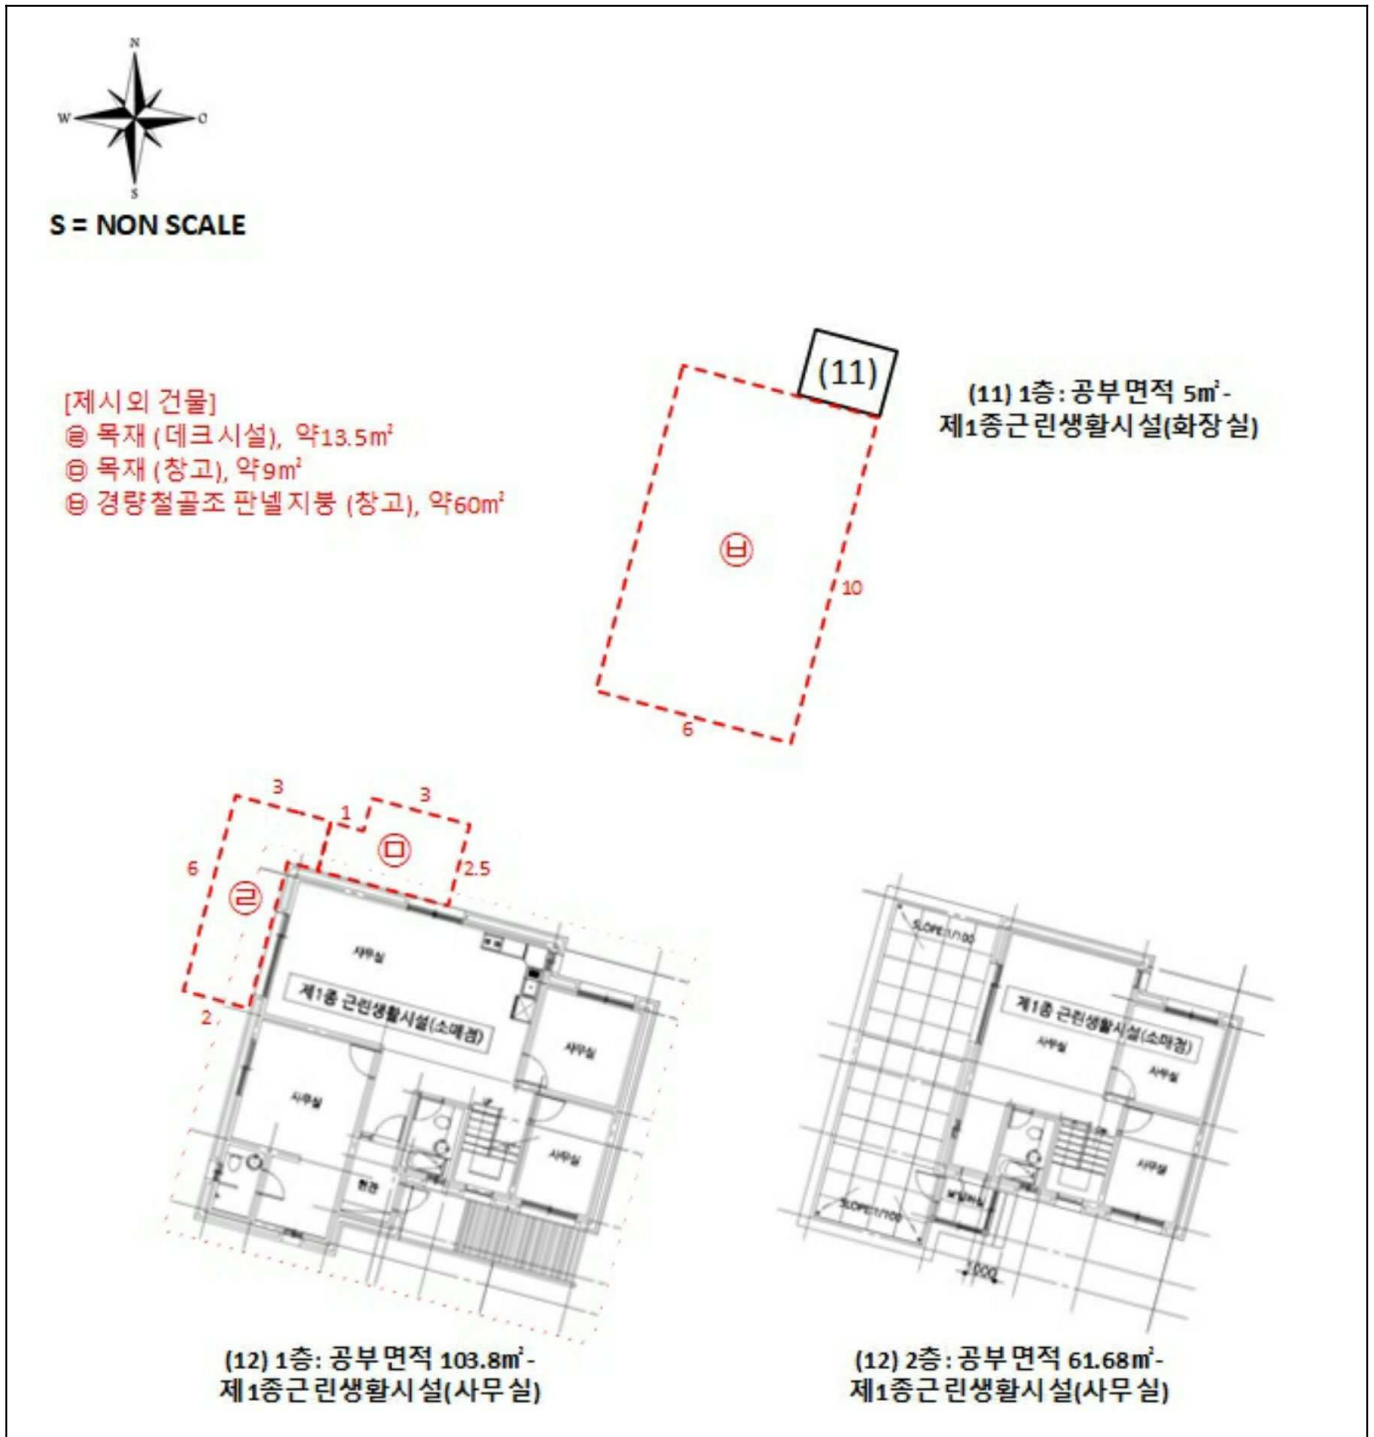 N
W O
S
S = NON SCALE
(11)
(11) 1층: 공부면적 5㎡-
제1종근린생활시설(화장실)
[제시외 건물]
㉣ 목재 (데크시설), 약13.5㎡
㉤ 목재 (창고), 약9㎡
㉥ 경량철골조 판넬지붕 (창고), 약60㎡
㉥
10
6
3
1
3
㉤
2.5
6
㉣
2
사무실
제1종 근린생활시설(소매점)
사무실
사무실
사무실
현관
UP
SLOPE:1/100
제1종 근린생활시설(소매점)
사무실
사무실
사무실
SLOPE:1/100
1,000
(12) 1층: 공부면적 103.8㎡-
제1종근린생활시설(사무실)
(12) 2층: 공부면적 61.68㎡-
제1종근린생활시설(사무실)